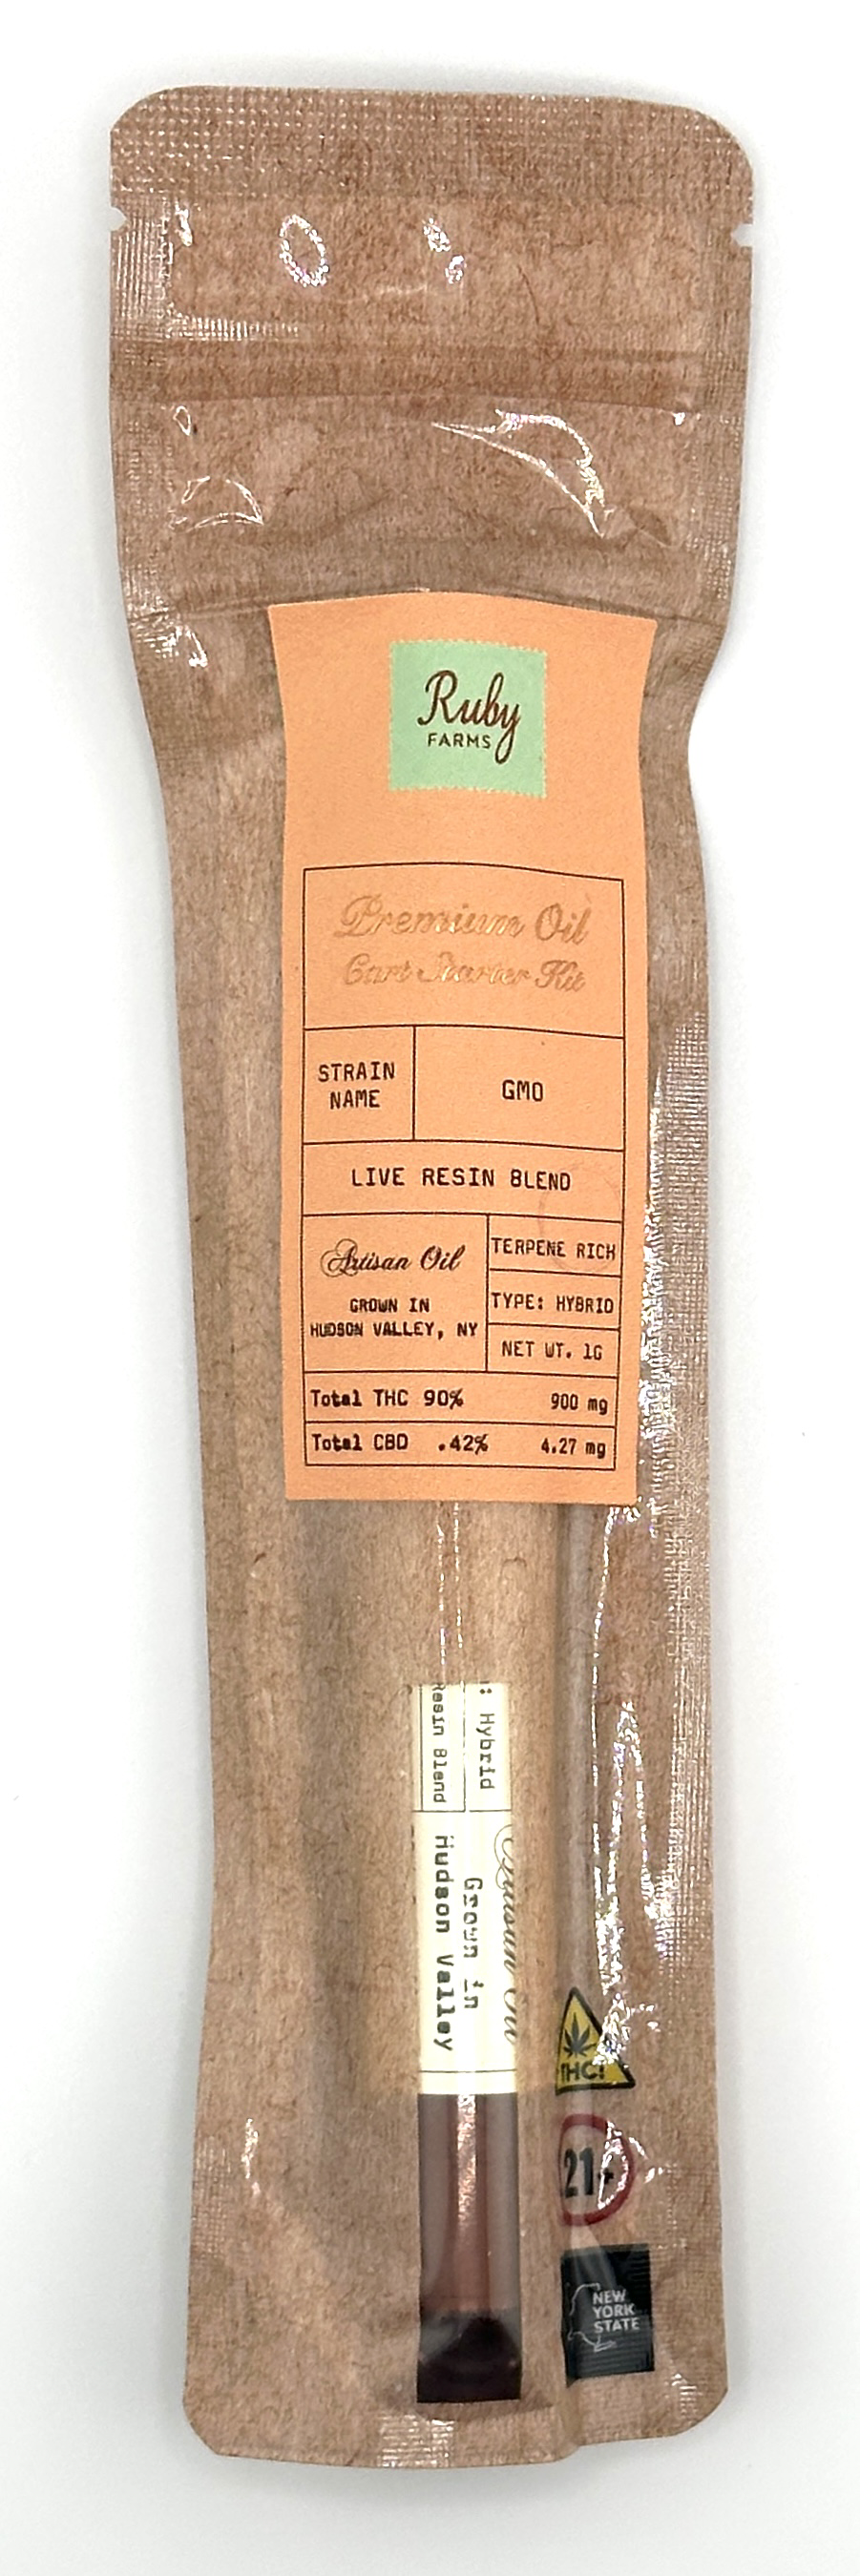 Ruby
FARMS
Premium Oil
Cart Starter Kit
STRAIN
NAME
GMO
LIVE RESIN BLEND
Artisan Oil
GROWN IN
HUDSON VALLEY, NY
TERPENE RICH
TYPE: HYBRID
NET WT. 1G
Total THC 90% 900 mg
Total CBD .42% 4.27 mg
: Hybrid
Resin Blend
Artisan Oil
Grown in
Hudson Valley
THC!
21+
NEW
YORK
STATE